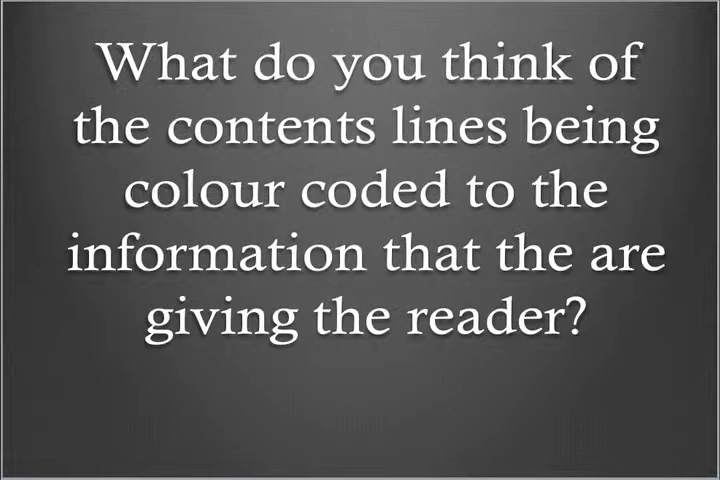 What do you think of
the contents lines being
colour coded to the
information that the are
giving the reader?